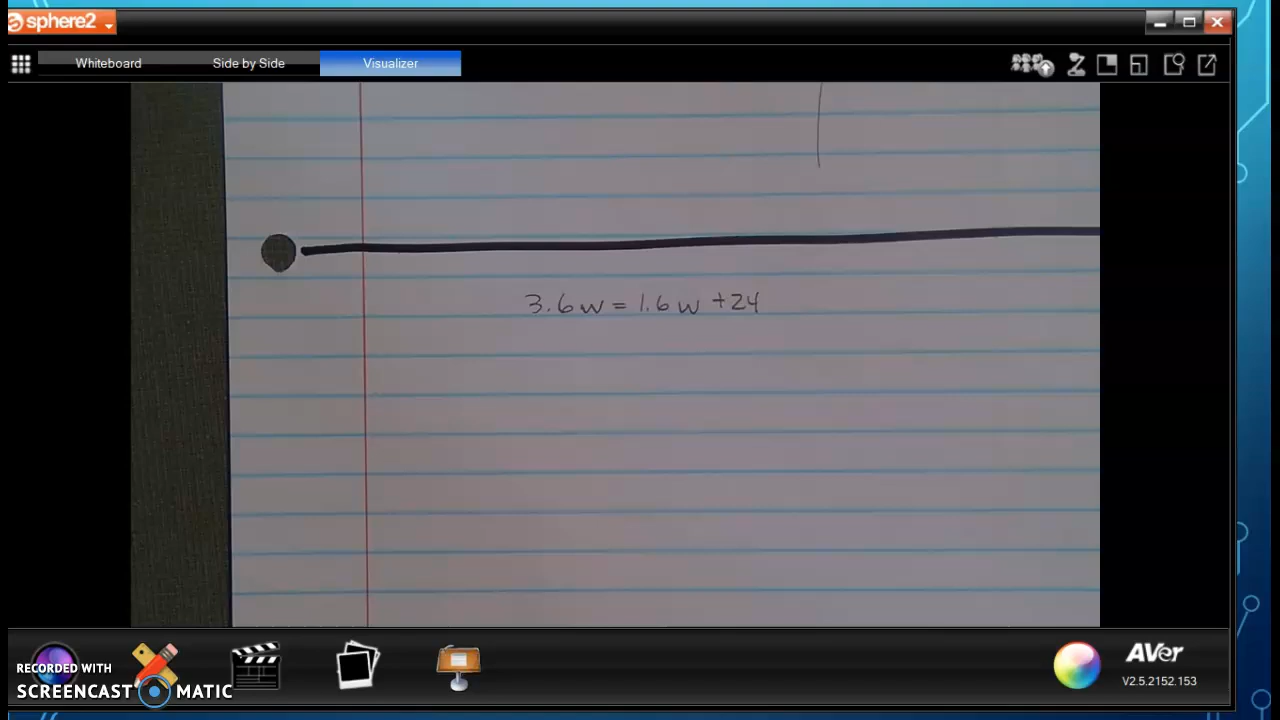 sphere2
Whiteboard
Side by Side
Visualizer
3.6w = 1.6w +24
RECORDED WITH
SCREENCAST MATIC
AVer
V2.5.2152.153